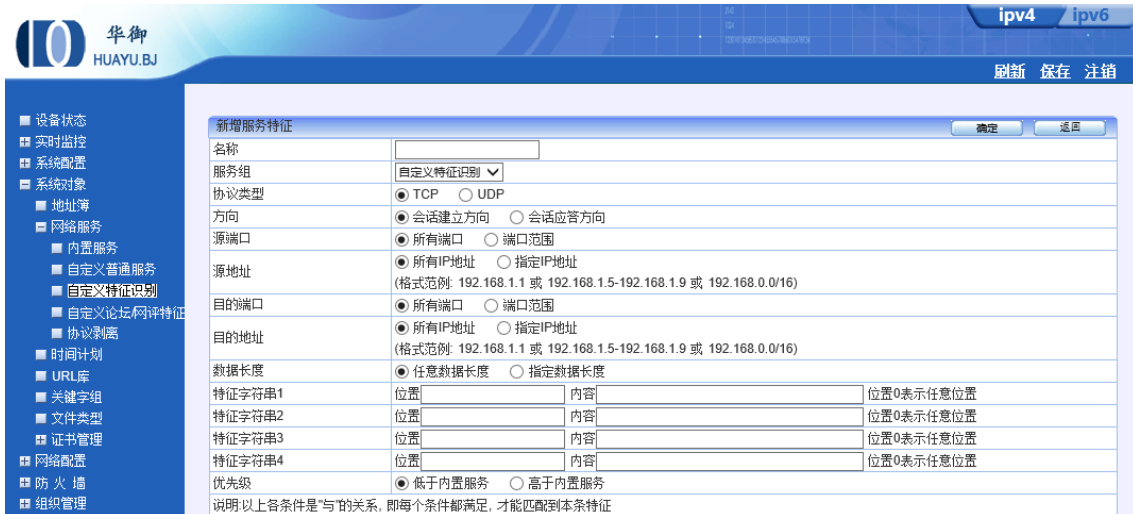 华御
HUAYU.BJ
ipv4 ipv6
刷新 保存 注销
设备状态
实时监控
系统配置
系统对象
地址簿
网络服务
内置服务
自定义普通服务
自定义特征识别
自定义论坛/网评特征
协议剥离
时间计划
URL库
关键字组
文件类型
证书管理
网络配置
防 火 墙
组织管理
新增服务特征 确定 返回
名称
服务组 自定义特征识别
协议类型 TCP UDP
方向 会话建立方向 会话应答方向
源端口 所有端口 端口范围
源地址 所有IP地址 指定IP地址
(格式范例: 192.168.1.1 或 192.168.1.5-192.168.1.9 或 192.168.0.0/16)
目的端口 所有端口 端口范围
目的地址 所有IP地址 指定IP地址
(格式范例: 192.168.1.1 或 192.168.1.5-192.168.1.9 或 192.168.0.0/16)
数据长度 任意数据长度 指定数据长度
特征字符串1 位置 内容 位置0表示任意位置
特征字符串2 位置 内容 位置0表示任意位置
特征字符串3 位置 内容 位置0表示任意位置
特征字符串4 位置 内容 位置0表示任意位置
优先级 低于内置服务 高于内置服务
说明:以上各条件是"与"的关系, 即每个条件都满足, 才能匹配到本条特征